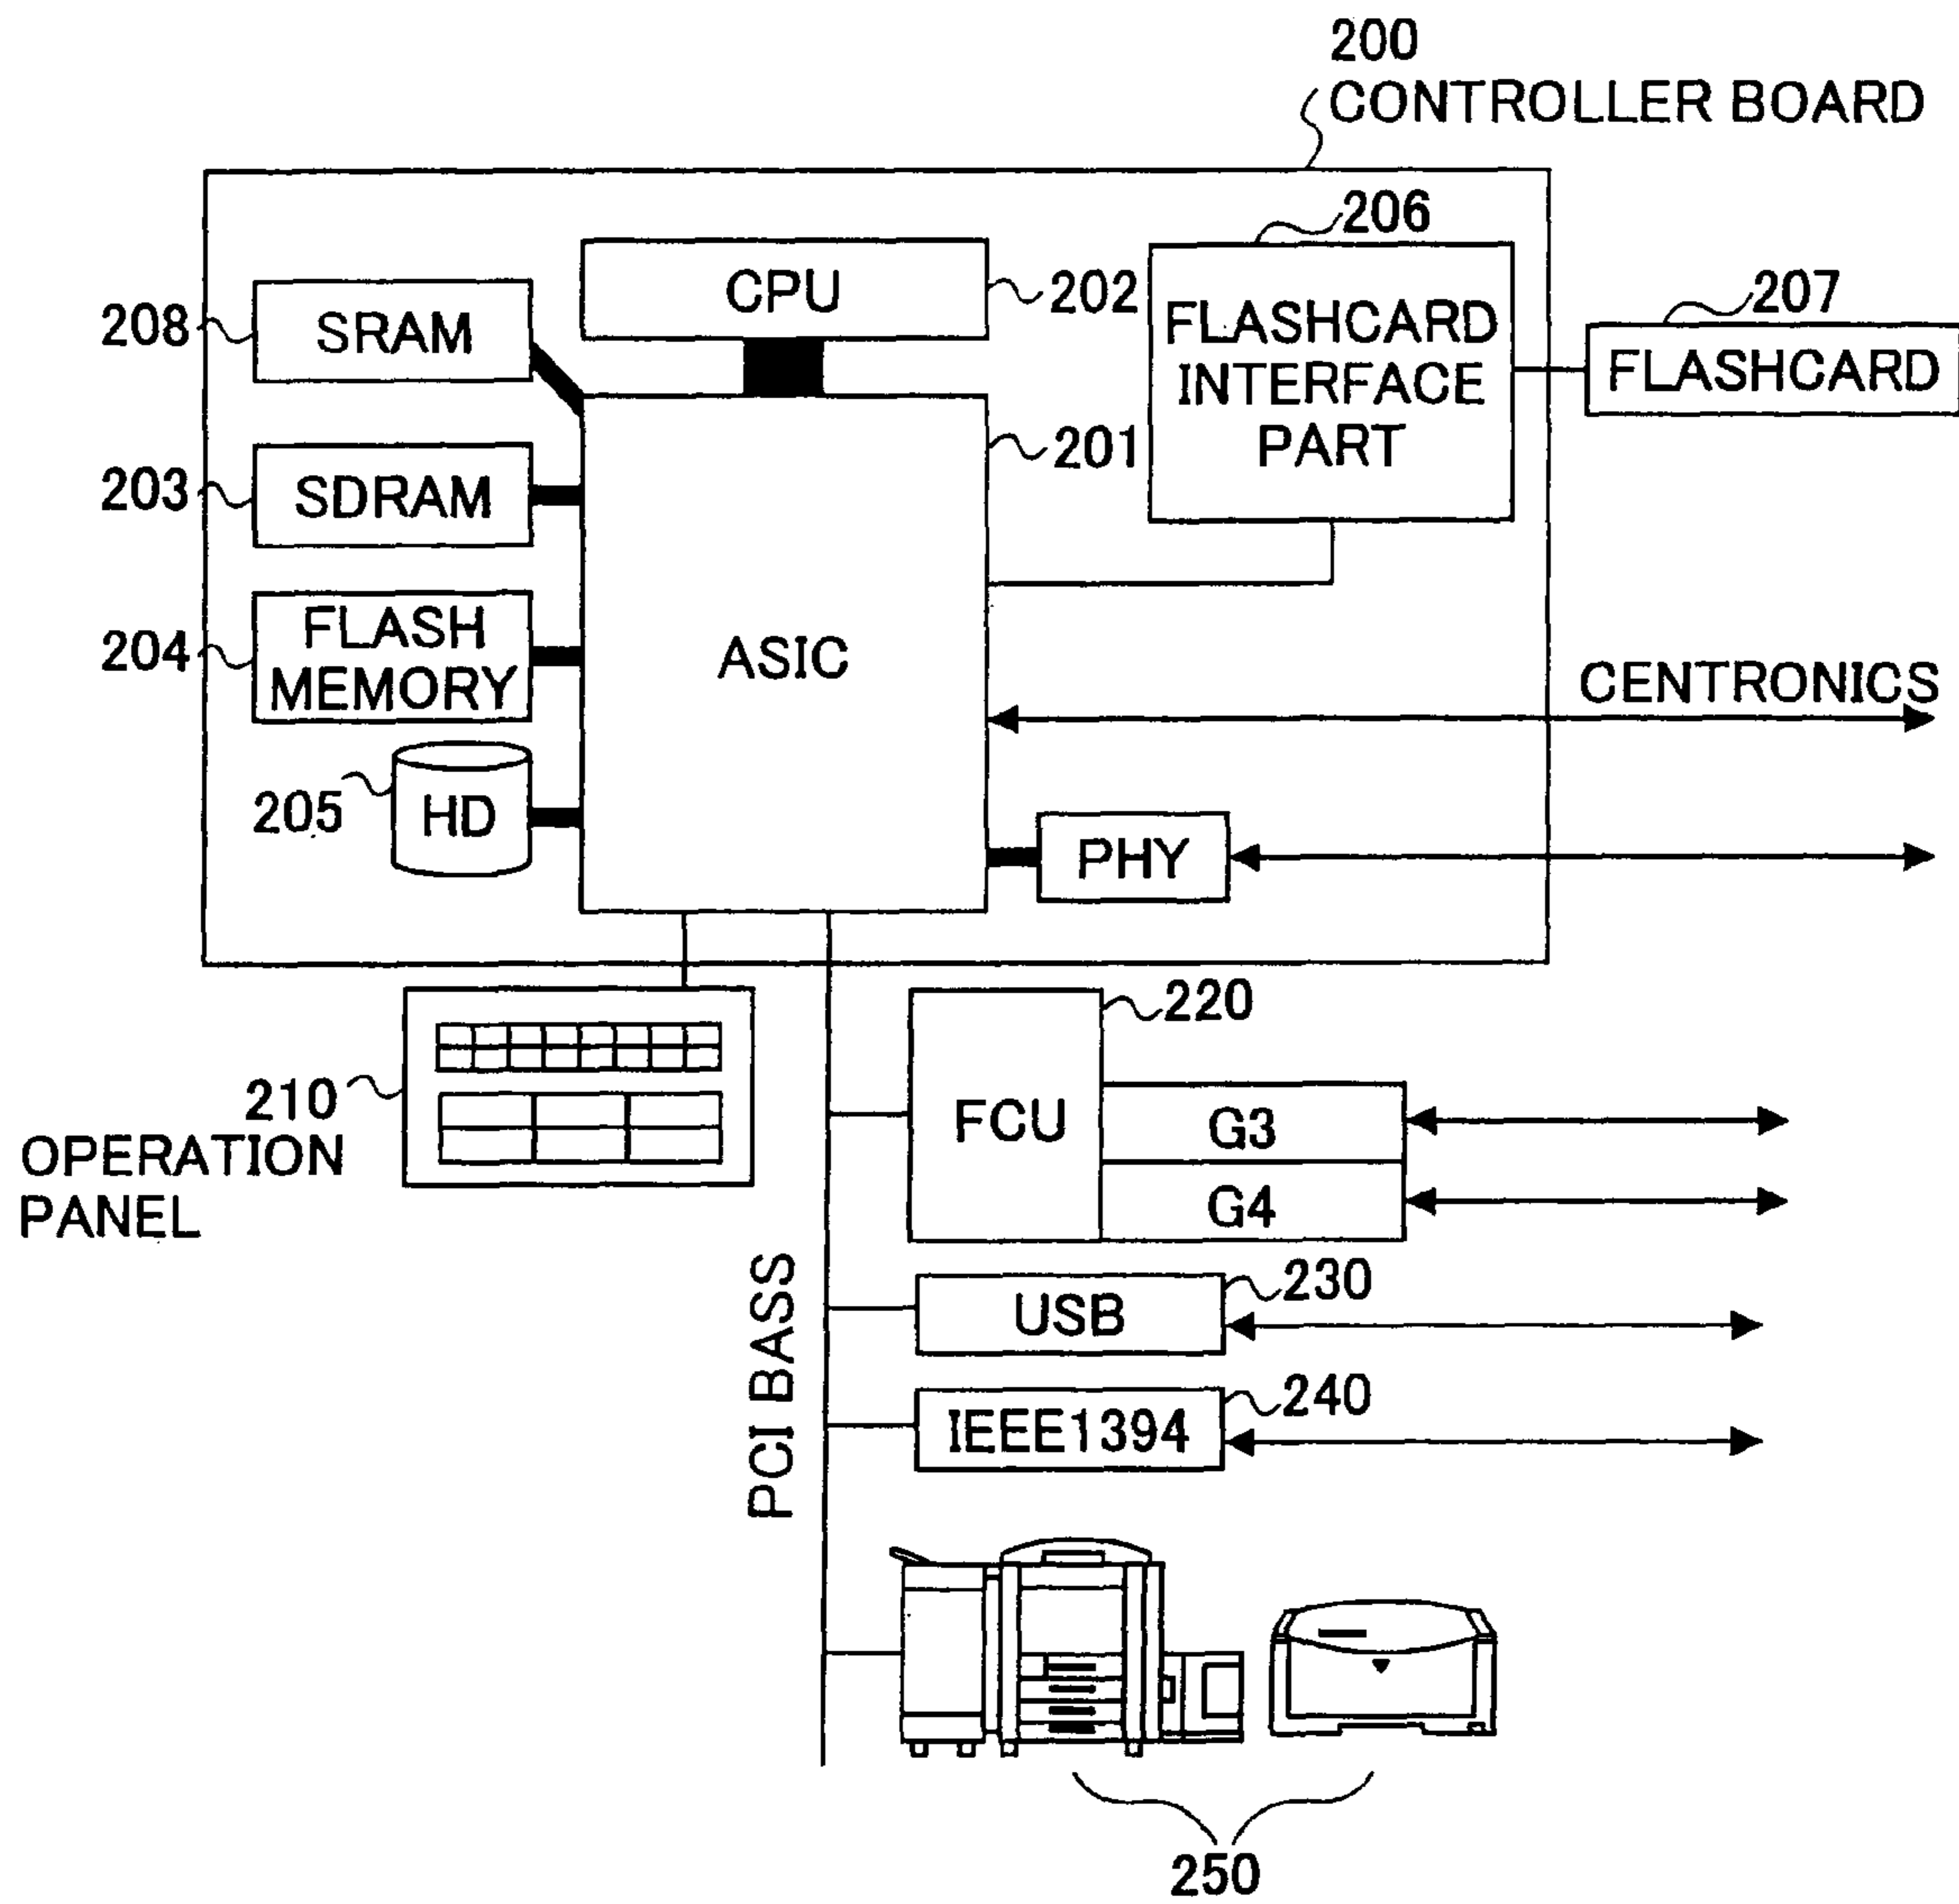 200
CONTROLLER BOARD
206
CPU
202
208
SRAM
FLASHCARD
INTERFACE
PART
207
FLASHCARD
201
203
SDRAM
204
FLASH
MEMORY
ASIC
CENTRONICS
205
HD
PHY
220
210
OPERATION
PANEL
FCU
G3
G4
PCI BASS
230
USB
240
IEEE1394
250